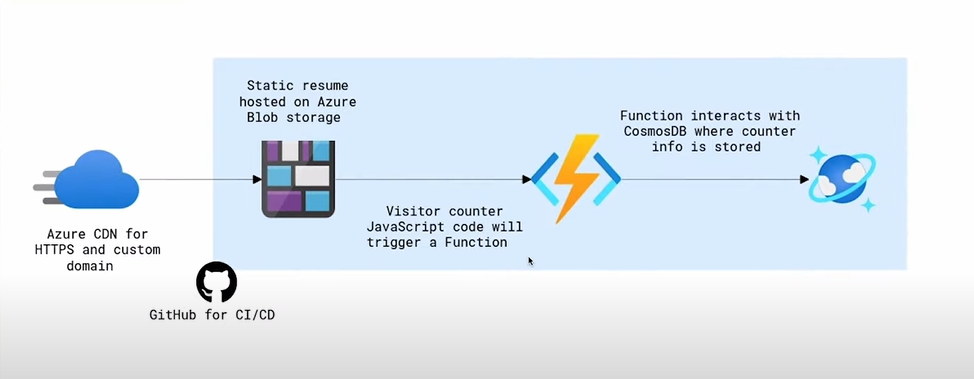 Static resume
hosted on Azure
Blob storage
Function interacts with
CosmosDB where counter
info is stored
Visitor counter
JavaScript code will
trigger a Function
Azure CDN for
HTTPS and custom
domain
GitHub for CI/CD